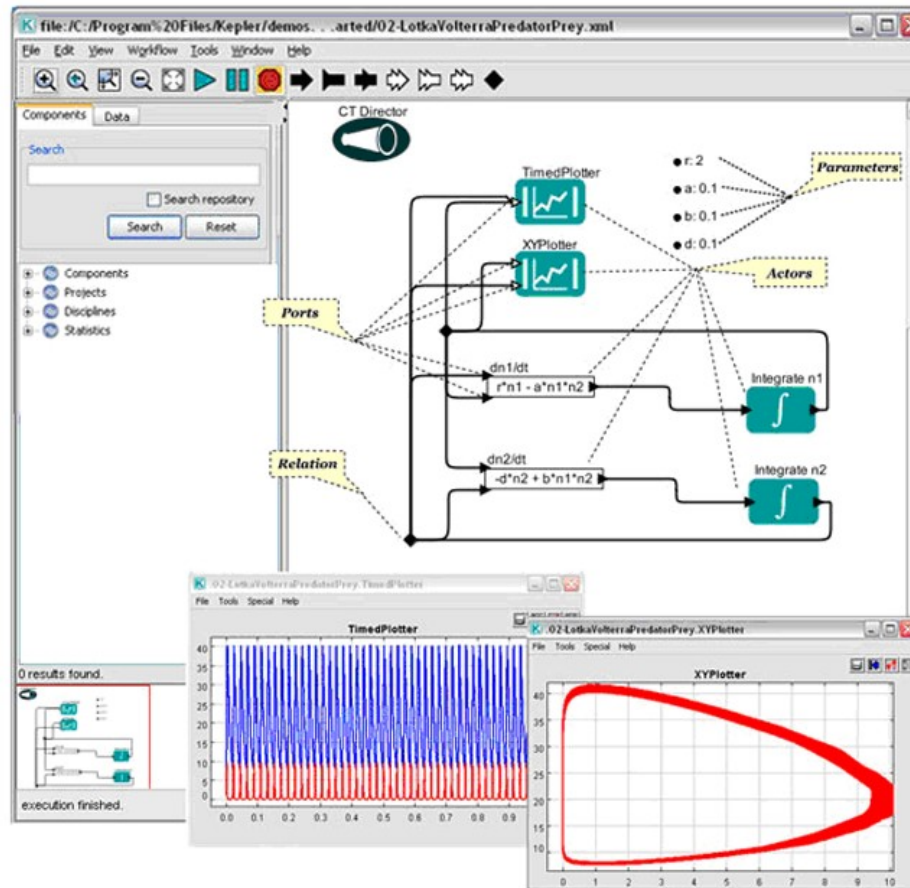 file:/C:/Program%20Files/Kepler/demos. . .arted/02-LotkaVolterraPredatorPrey.xml
File Edit View Workflow Tools Window Help
Components Data
Search
Search repository
Search Reset
Components
Projects
Disciplines
Statistics
0 results found.
execution finished.
CT Director
TimedPlotter
XYPlotter
r: 2
a: 0.1
b: 0.1
d: 0.1
Parameters
Actors
Ports
dn1/dt
r*n1 - a*n1*n2
Integrate n1
∫
Relation
dn2/dt
-d*n2 + b*n1*n2
Integrate n2
∫
.02-LotkaVolterraPredatorPrey.TimedPlotter
File Tools Special Help
TimedPlotter
40
35
30
25
20
15
10
5
0
0.0 0.1 0.2 0.3 0.4 0.5 0.6 0.7 0.8 0.9
.02-LotkaVolterraPredatorPrey.XYPlotter
File Tools Special Help
XYPlotter
40
35
30
25
20
15
10
0 1 2 3 4 5 6 7 8 9 10